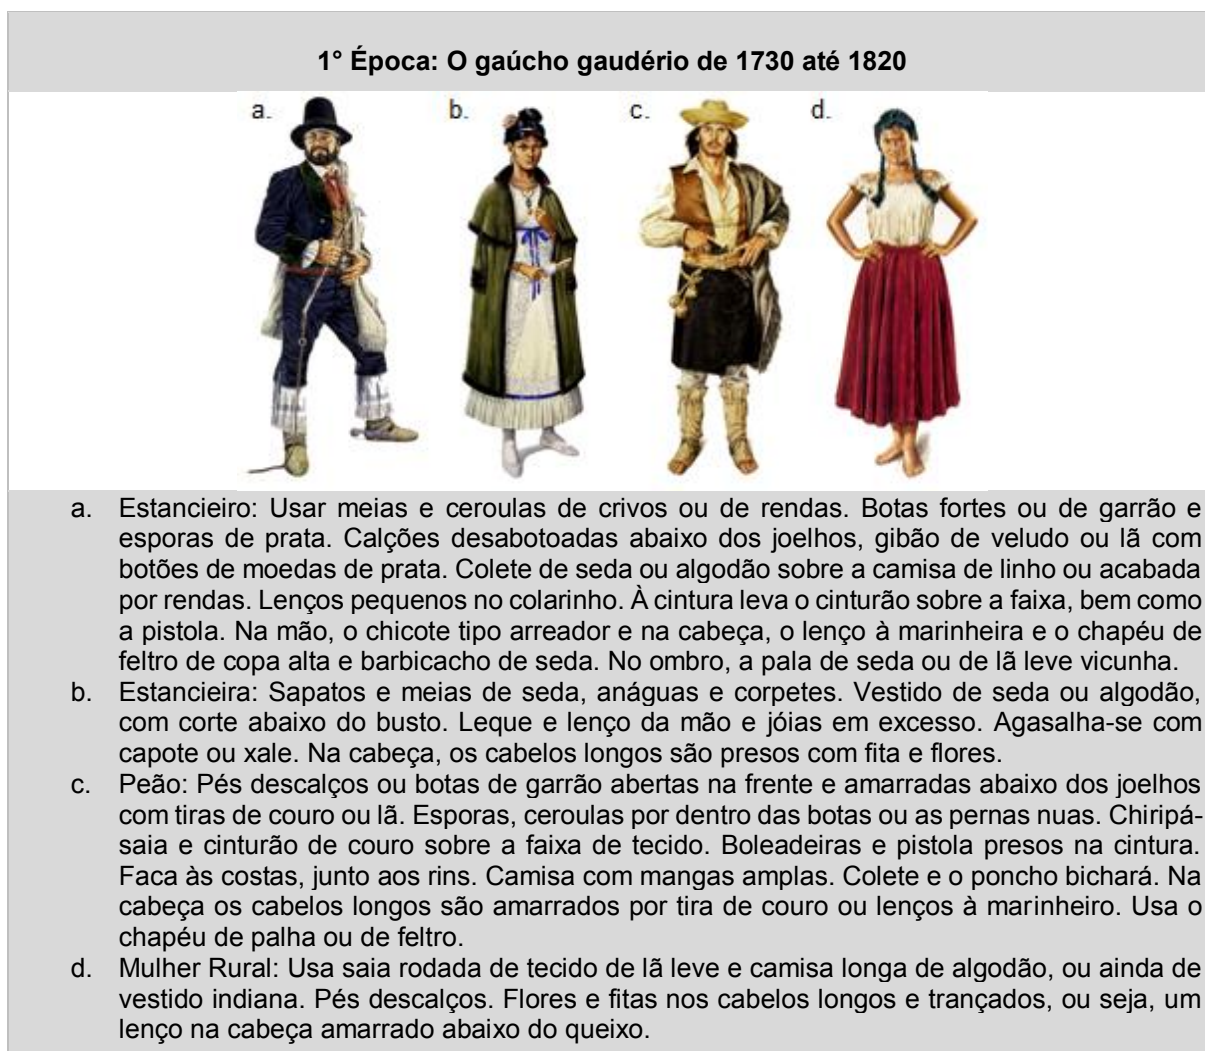 1° Época: O gaúcho gaudério de 1730 até 1820
a. b. c. d.
a. Estancieiro: Usar meias e ceroulas de crivos ou de rendas. Botas fortes ou de garrão e
esporas de prata. Calções desabotoadas abaixo dos joelhos, gibão de veludo ou lã com
botões de moedas de prata. Colete de seda ou algodão sobre a camisa de linho ou acabada
por rendas. Lenços pequenos no colarinho. À cintura leva o cinturão sobre a faixa, bem como
a pistola. Na mão, o chicote tipo arreador e na cabeça, o lenço à marinheira e o chapéu de
feltro de copa alta e barbicacho de seda. No ombro, a pala de seda ou de lã leve vicunha.
b. Estancieira: Sapatos e meias de seda, anáguas e corpetes. Vestido de seda ou algodão,
com corte abaixo do busto. Leque e lenço da mão e jóias em excesso. Agasalha-se com
capote ou xale. Na cabeça, os cabelos longos são presos com fita e flores.
c. Peão: Pés descalços ou botas de garrão abertas na frente e amarradas abaixo dos joelhos
com tiras de couro ou lã. Esporas, ceroulas por dentro das botas ou as pernas nuas. Chiripá-
saia e cinturão de couro sobre a faixa de tecido. Boleadeiras e pistola presos na cintura.
Faca às costas, junto aos rins. Camisa com mangas amplas. Colete e o poncho bichará. Na
cabeça os cabelos longos são amarrados por tira de couro ou lenços à marinheiro. Usa o
chapéu de palha ou de feltro.
d. Mulher Rural: Usa saia rodada de tecido de lã leve e camisa longa de algodão, ou ainda de
vestido indiana. Pés descalços. Flores e fitas nos cabelos longos e trançados, ou seja, um
lenço na cabeça amarrado abaixo do queixo.